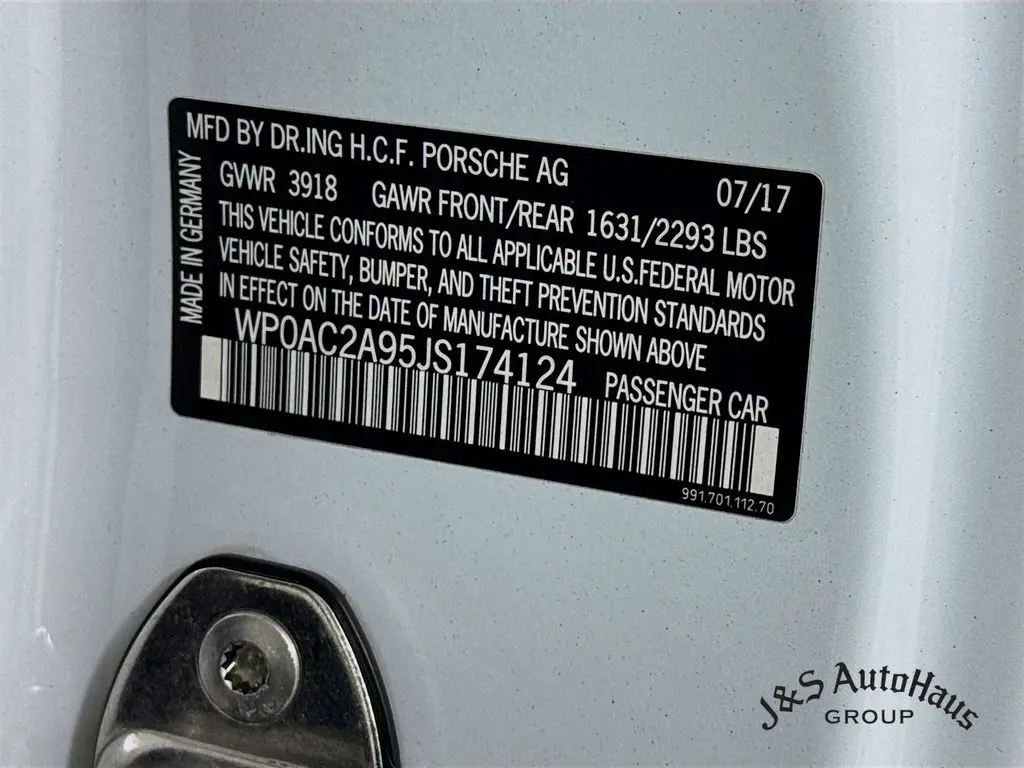 MFD BY DR.ING H.C.F. PORSCHE AG
07/17
GVWR 3918 GAWR FRONT/REAR 1631/2293 LBS
THIS VEHICLE CONFORMS TO ALL APPLICABLE U.S.FEDERAL MOTOR
VEHICLE SAFETY, BUMPER, AND THEFT PREVENTION STANDARDS
IN EFFECT ON THE DATE OF MANUFACTURE SHOWN ABOVE
WP0AC2A95JS174124 PASSENGER CAR
991.701.112.70
MADE IN GERMANY
J&S AutoHaus
GROUP